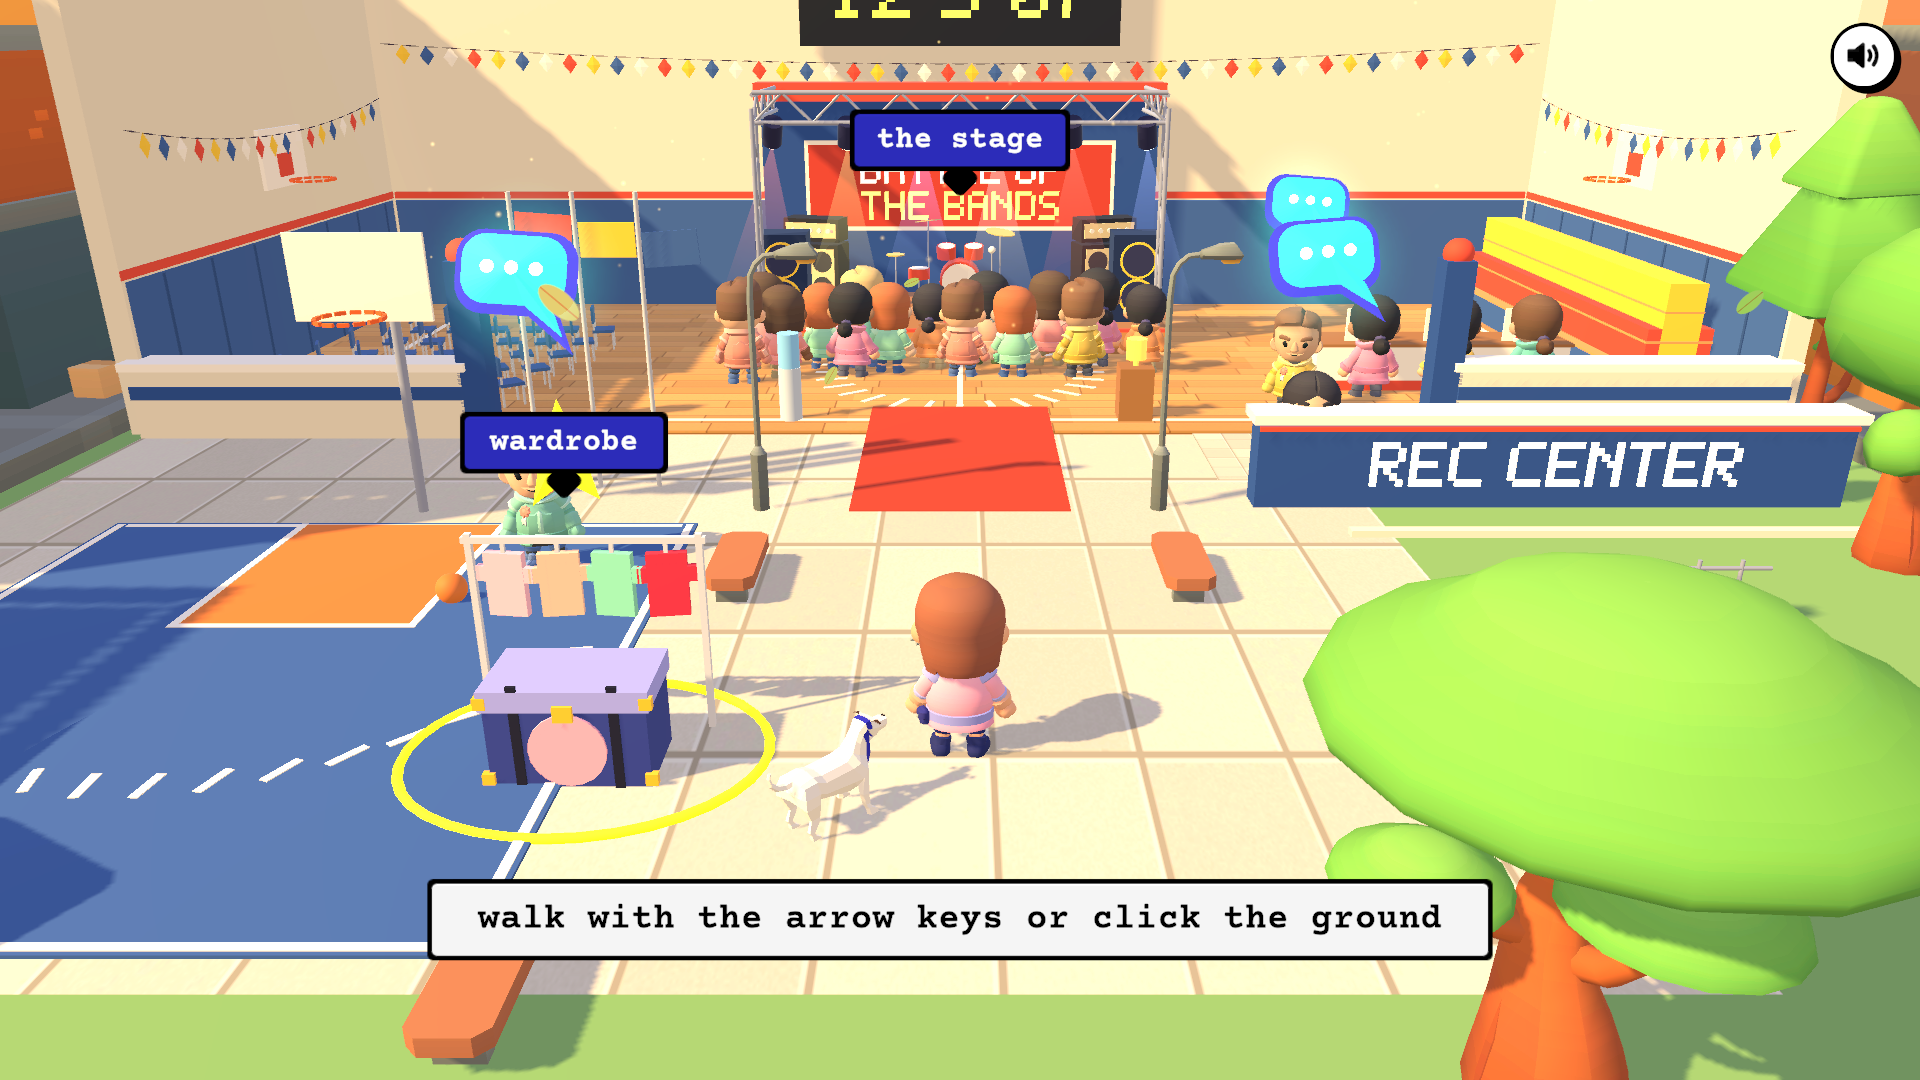 the stage
THE BANDS
wardrobe
REC CENTER
walk with the arrow keys or click the ground